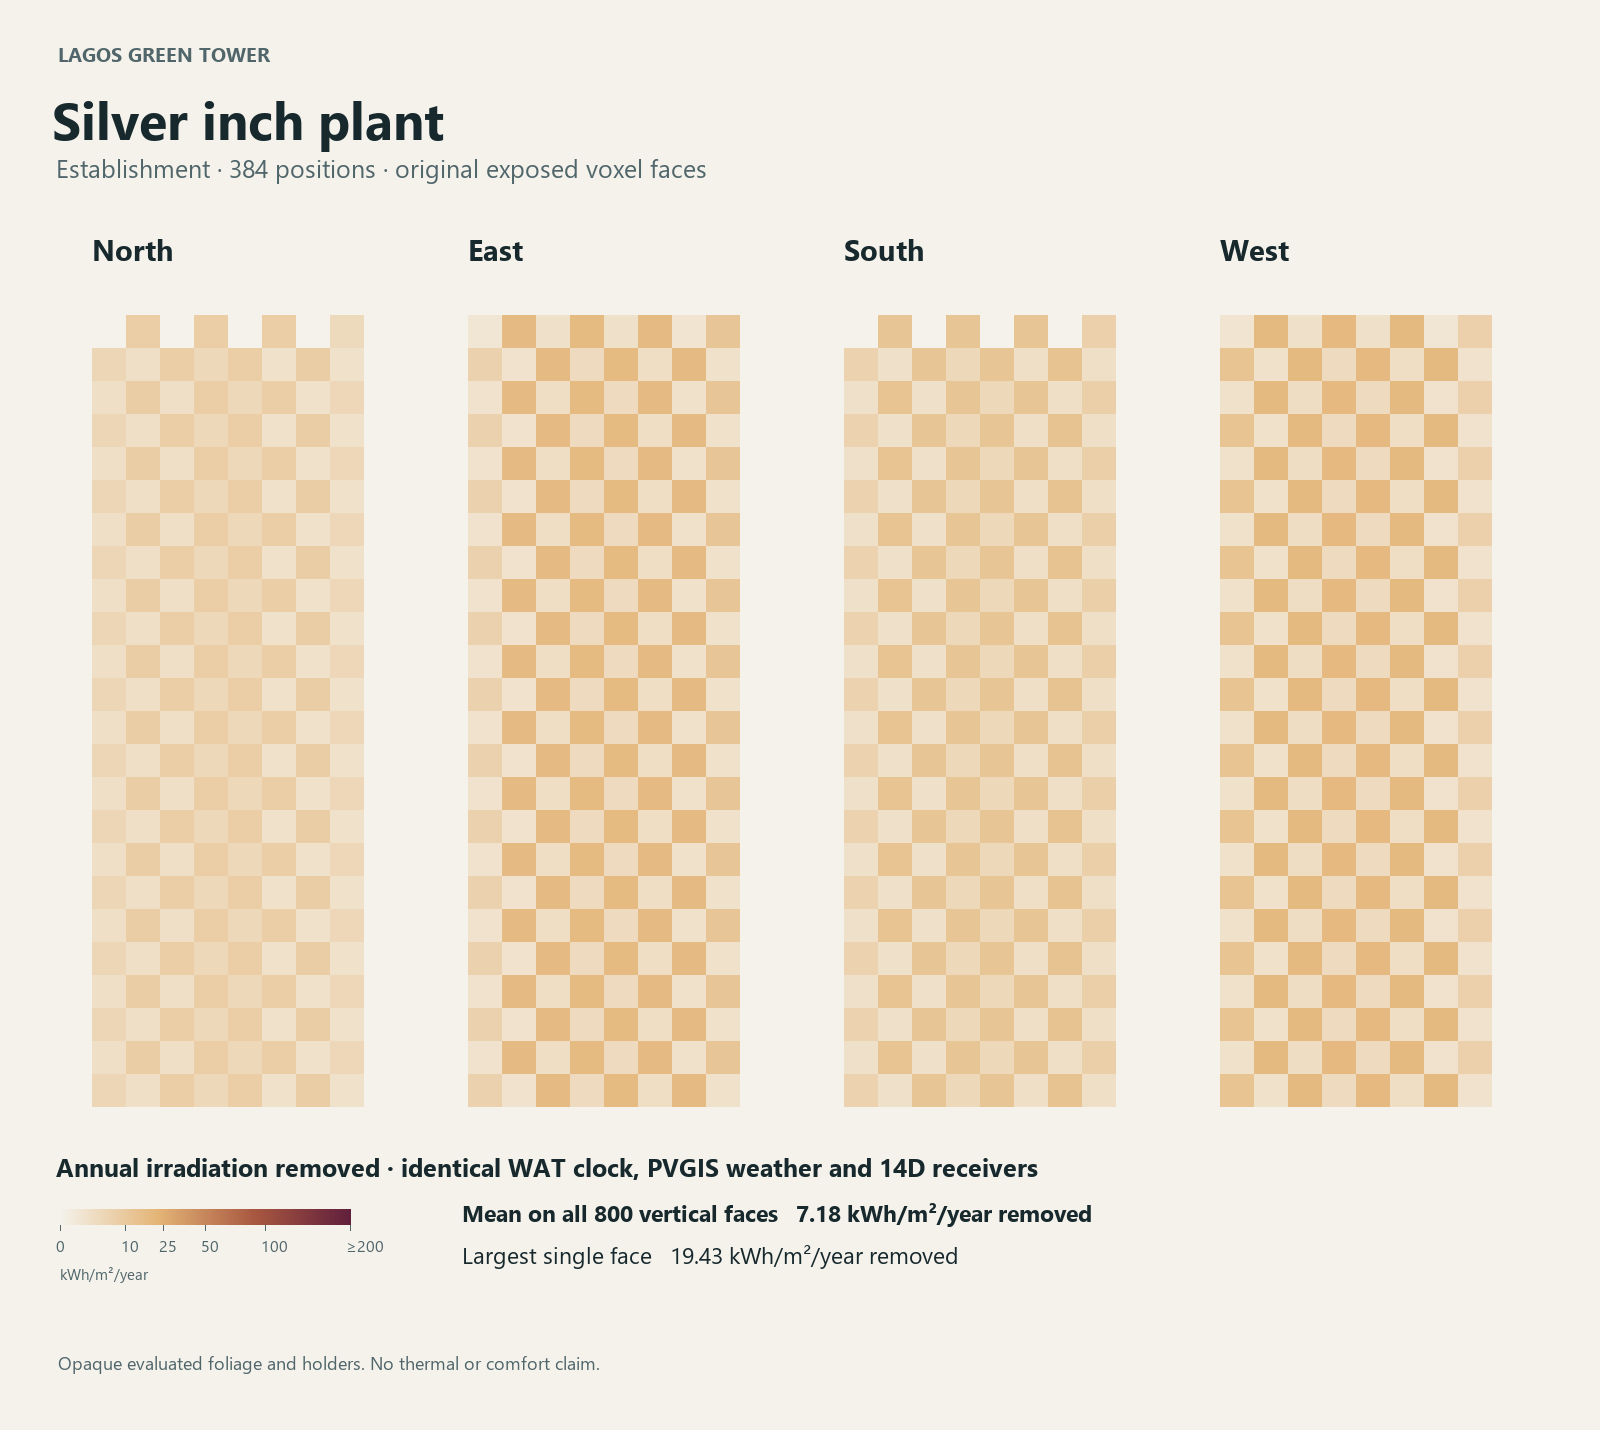 LAGOS GREEN TOWER
Silver inch plant
Establishment · 384 positions · original exposed voxel faces
North East South West
Annual irradiation removed · identical WAT clock, PVGIS weather and 14D receivers
0 10 25 50 100 ≥200
kWh/m²/year
Mean on all 800 vertical faces 7.18 kWh/m²/year removed
Largest single face 19.43 kWh/m²/year removed
Opaque evaluated foliage and holders. No thermal or comfort claim.